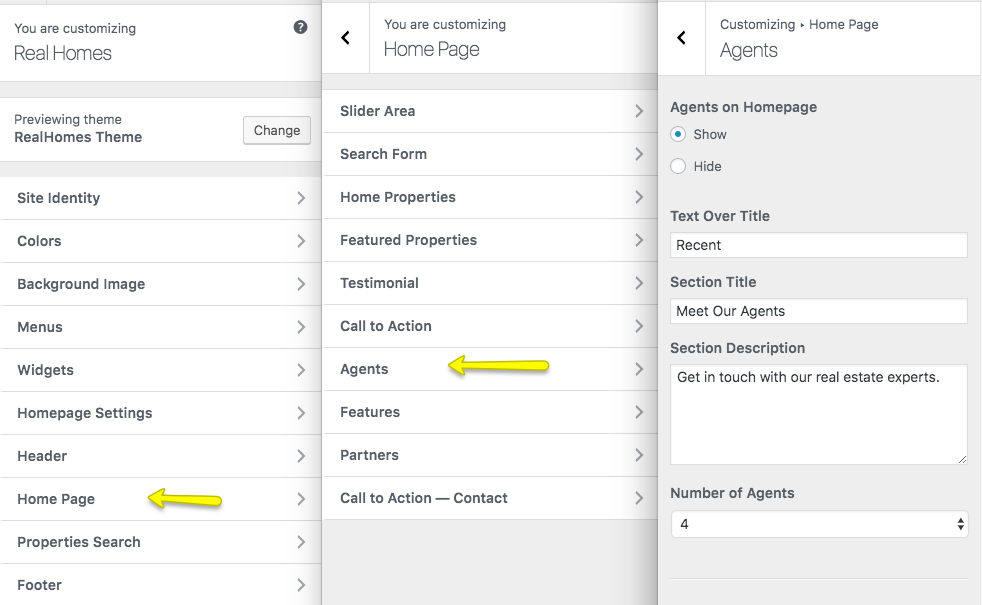 You are customizing
Real Homes
Previewing theme
RealHomes Theme
Change
Site Identity
Colors
Background Image
Menus
Widgets
Homepage Settings
Header
Home Page
Properties Search
Footer
You are customizing
Home Page
Slider Area
Search Form
Home Properties
Featured Properties
Testimonial
Call to Action
Agents
Features
Partners
Call to Action — Contact
Customizing ▸ Home Page
Agents
Agents on Homepage
Show
Hide
Text Over Title
Recent
Section Title
Meet Our Agents
Section Description
Get in touch with our real estate experts.
Number of Agents
4